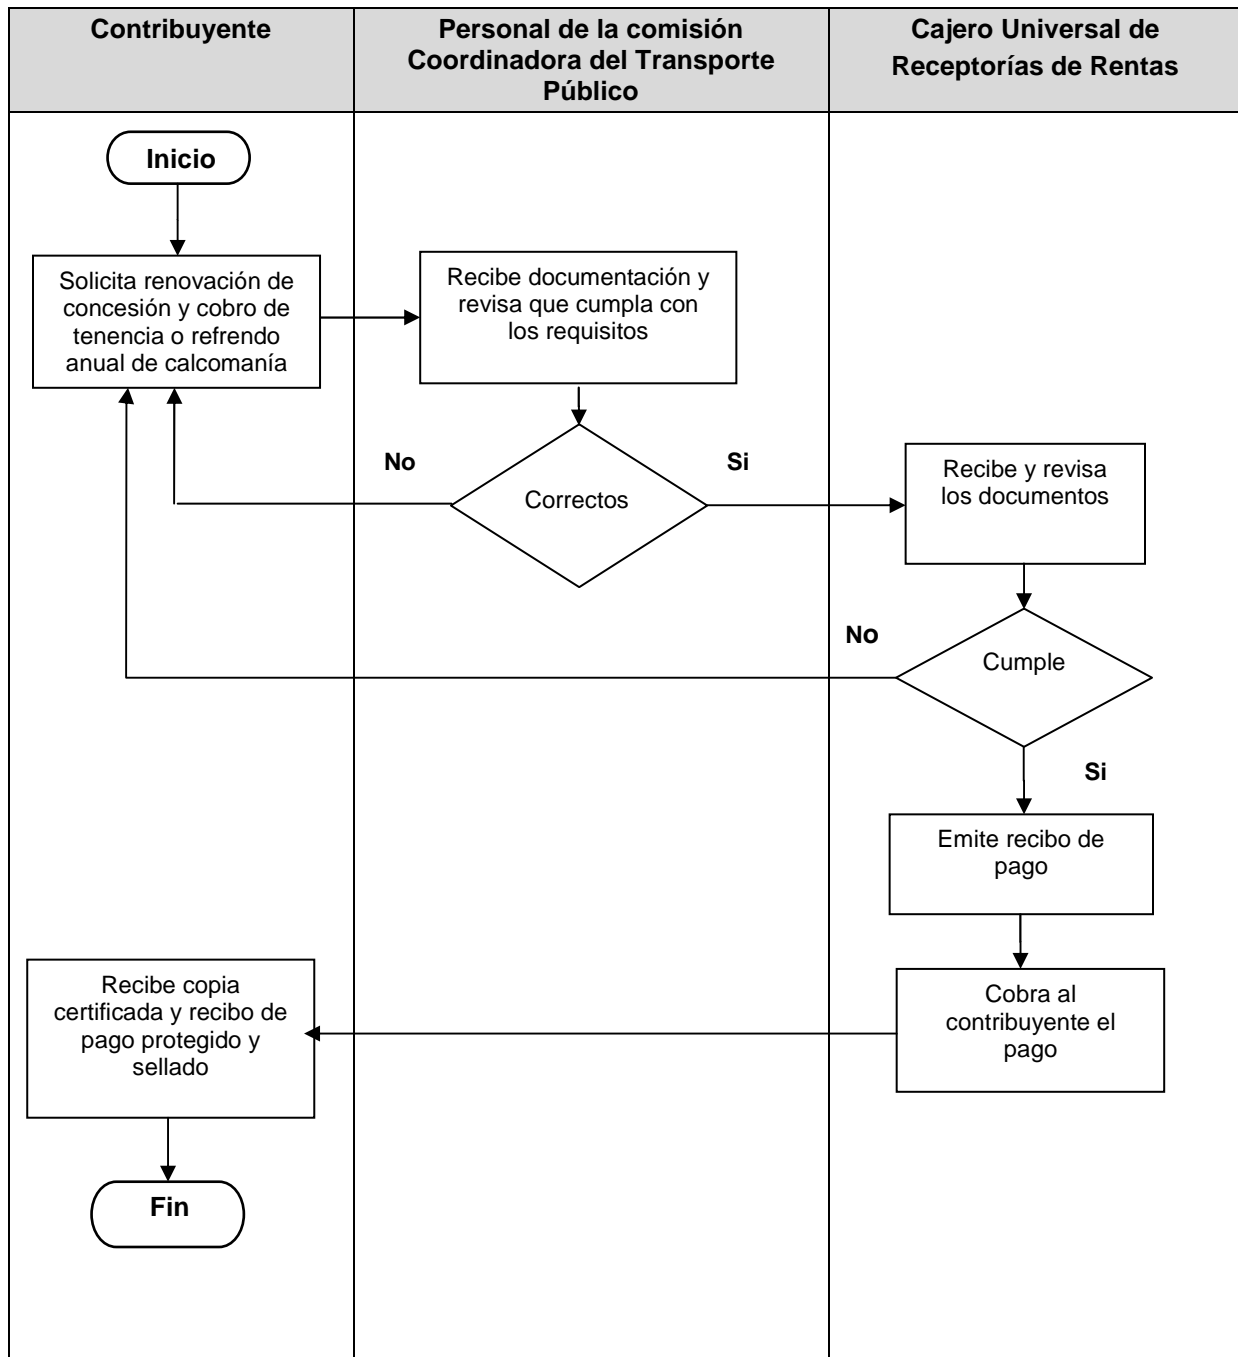 Contribuyente
Personal de la comisión
Coordinadora del Transporte
Público
Cajero Universal de
Receptorías de Rentas
Inicio
Solicita renovación de
concesión y cobro de
tenencia o refrendo
anual de calcomanía
Recibe documentación y
revisa que cumpla con
los requisitos
No
Si
Correctos
Recibe y revisa
los documentos
No
Cumple
Si
Emite recibo de
pago
Cobra al
contribuyente el
pago
Recibe copia
certificada y recibo de
pago protegido y
sellado
Fin